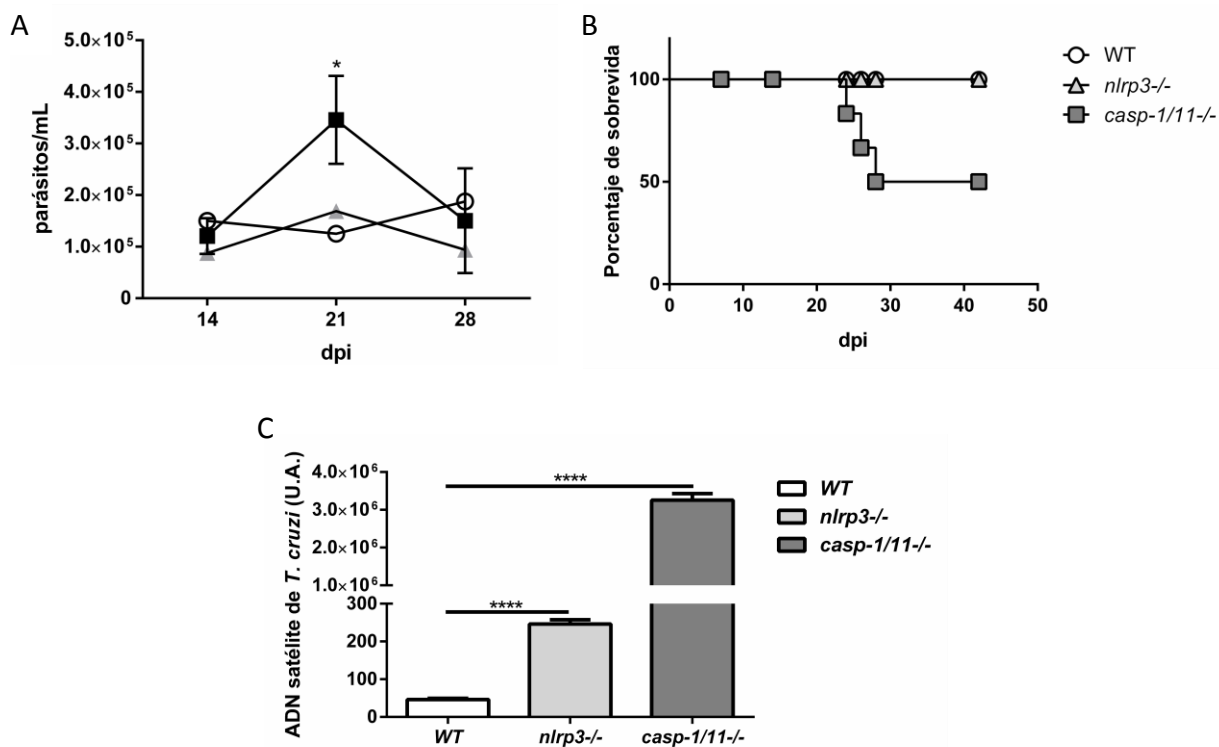 A
5.0×10⁵
4.0×10⁵
3.0×10⁵
2.0×10⁵
1.0×10⁵
0
parásitos/mL
*
14
21
28
dpi
B
100
50
0
Porcentaje de sobrevida
0
10
20
30
40
50
dpi
WT
nlrp3-/-
casp-1/11-/-
C
4.0×10⁶
3.0×10⁶
2.0×10⁶
1.0×10⁶
300
200
100
0
ADN satélite de T. cruzi (U.A.)
****
****
WT
nlrp3-/-
casp-1/11-/-
WT
nlrp3-/-
casp-1/11-/-